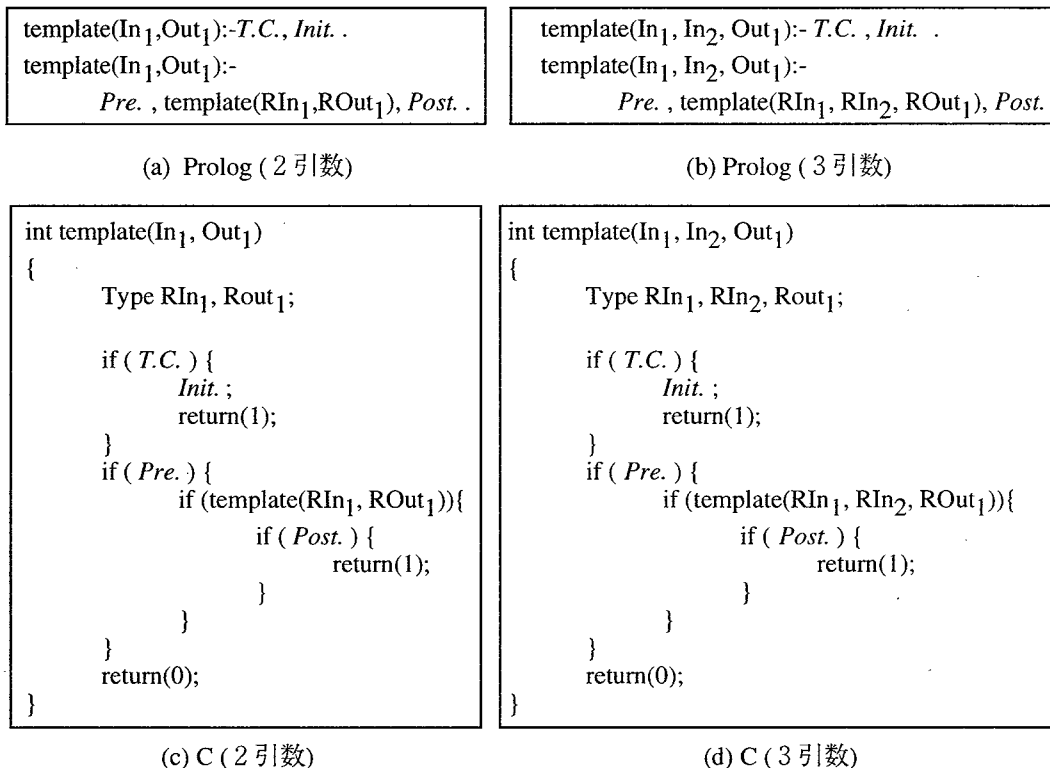 template(In1,Out1):-T.C., Init. .
template(In1,Out1):-
Pre. , template(RIn1,ROut1), Post. .
(a) Prolog ( 2 引数)
template(In1, In2, Out1):- T.C. , Init. .
template(In1, In2, Out1):-
Pre. , template(RIn1, RIn2, ROut1), Post.
(b) Prolog ( 3 引数)
int template(In1, Out1)
{
Type RIn1, Rout1;
if ( T.C. ) {
Init. ;
return(1);
}
if ( Pre. ) {
if (template(RIn1, ROut1)){
if ( Post. ) {
return(1);
}
}
}
return(0);
}
(c) C ( 2 引数)
int template(In1, In2, Out1)
{
Type RIn1, RIn2, Rout1;
if ( T.C. ) {
Init. ;
return(1);
}
if ( Pre. ) {
if (template(RIn1, RIn2, ROut1)){
if ( Post. ) {
return(1);
}
}
}
return(0);
}
(d) C ( 3 引数)